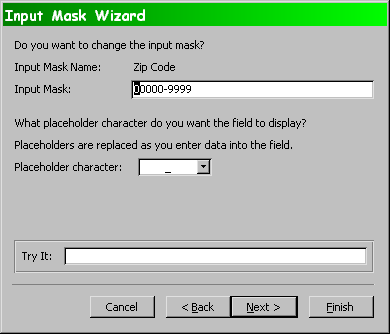 Input Mask Wizard
Do you want to change the input mask?
Input Mask Name: Zip Code
Input Mask: 00000-9999
What placeholder character do you want the field to display?
Placeholders are replaced as you enter data into the field.
Placeholder character: _
Try It:
Cancel < Back Next > Finish